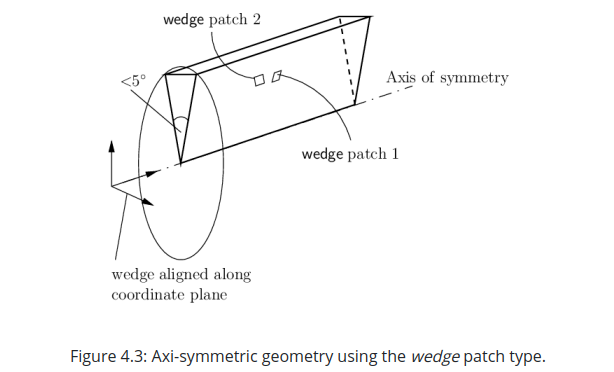 wedge patch 2
<5°
Axis of symmetry
wedge patch 1
wedge aligned along
coordinate plane
Figure 4.3: Axi-symmetric geometry using the wedge patch type.